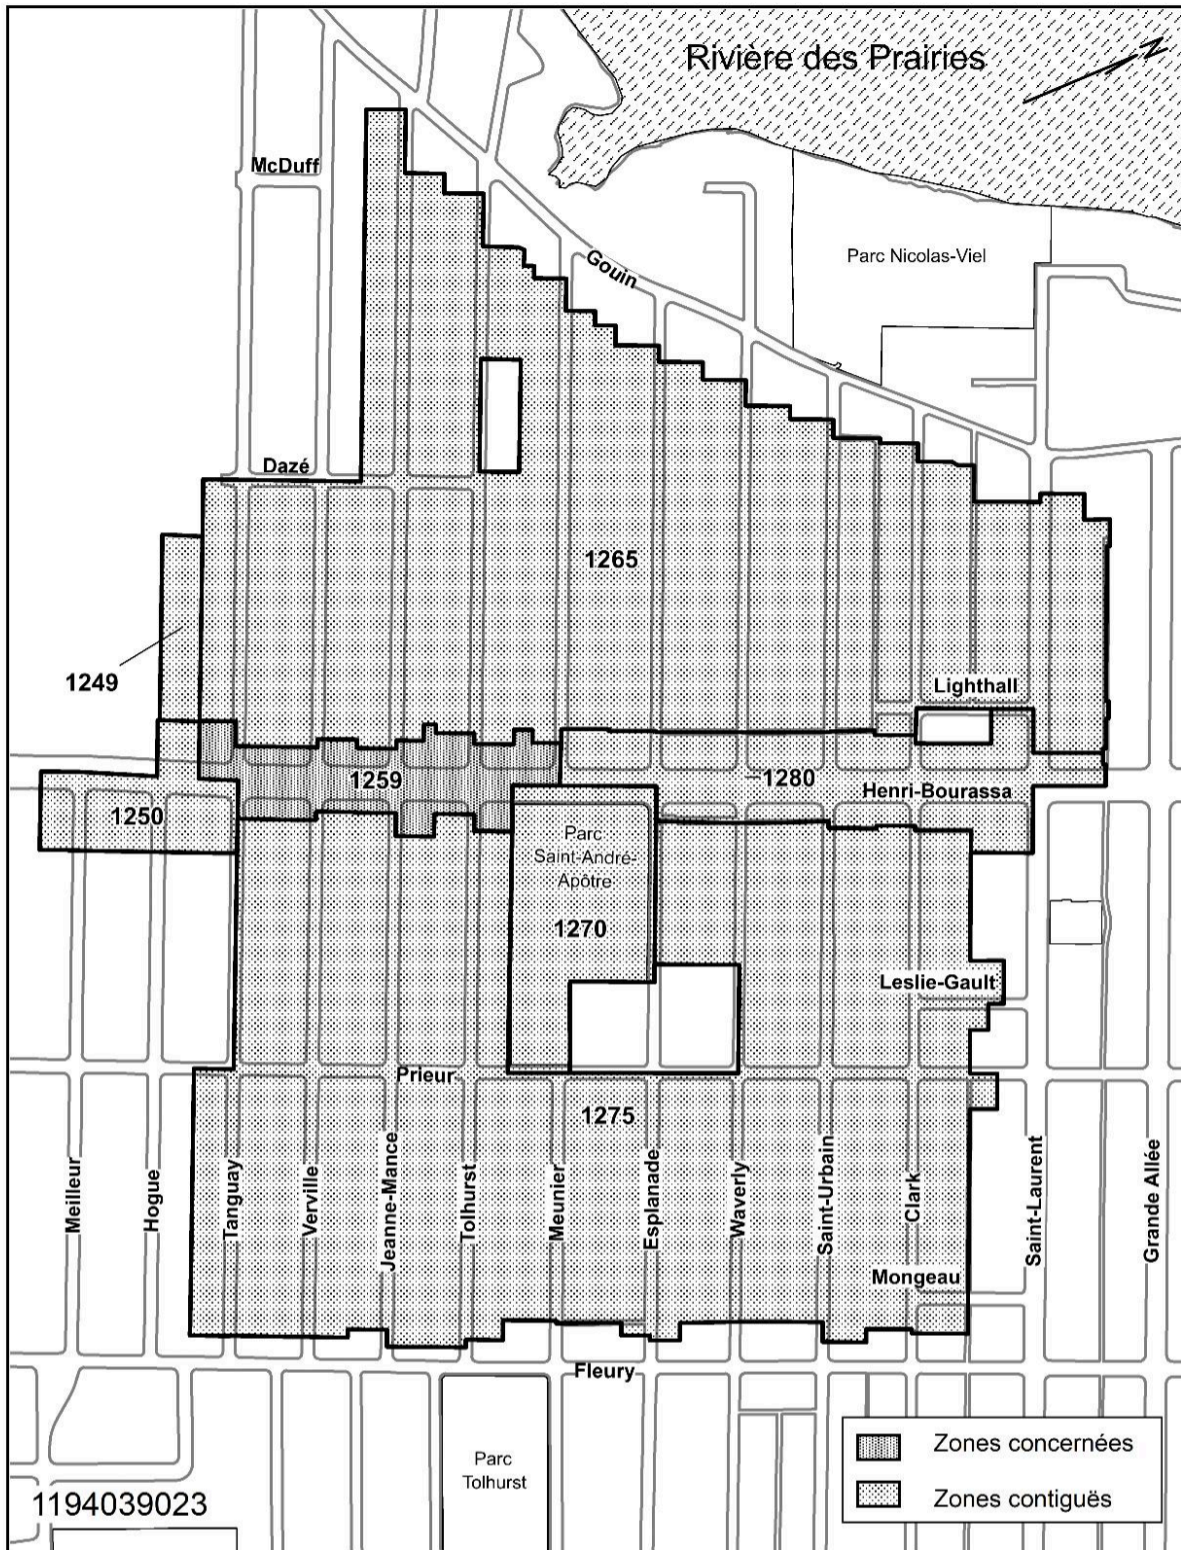 Rivière des Prairies
N
McDuff
Gouin
Parc Nicolas-Viel
Dazé
1265
1249
Lighthall
1259
1280
Henri-Bourassa
1250
Parc
Saint-André-
Apôtre
1270
Leslie-Gault
Prieur
1275
Meilleur
Hogue
Tanguay
Verville
Jeanne-Mance
Tolhurst
Meunier
Esplanade
Waverly
Saint-Urbain
Clark
Saint-Laurent
Grande Allée
Mongeau
Fleury
Parc
Tolhurst
Zones concernées
Zones contiguës
1194039023